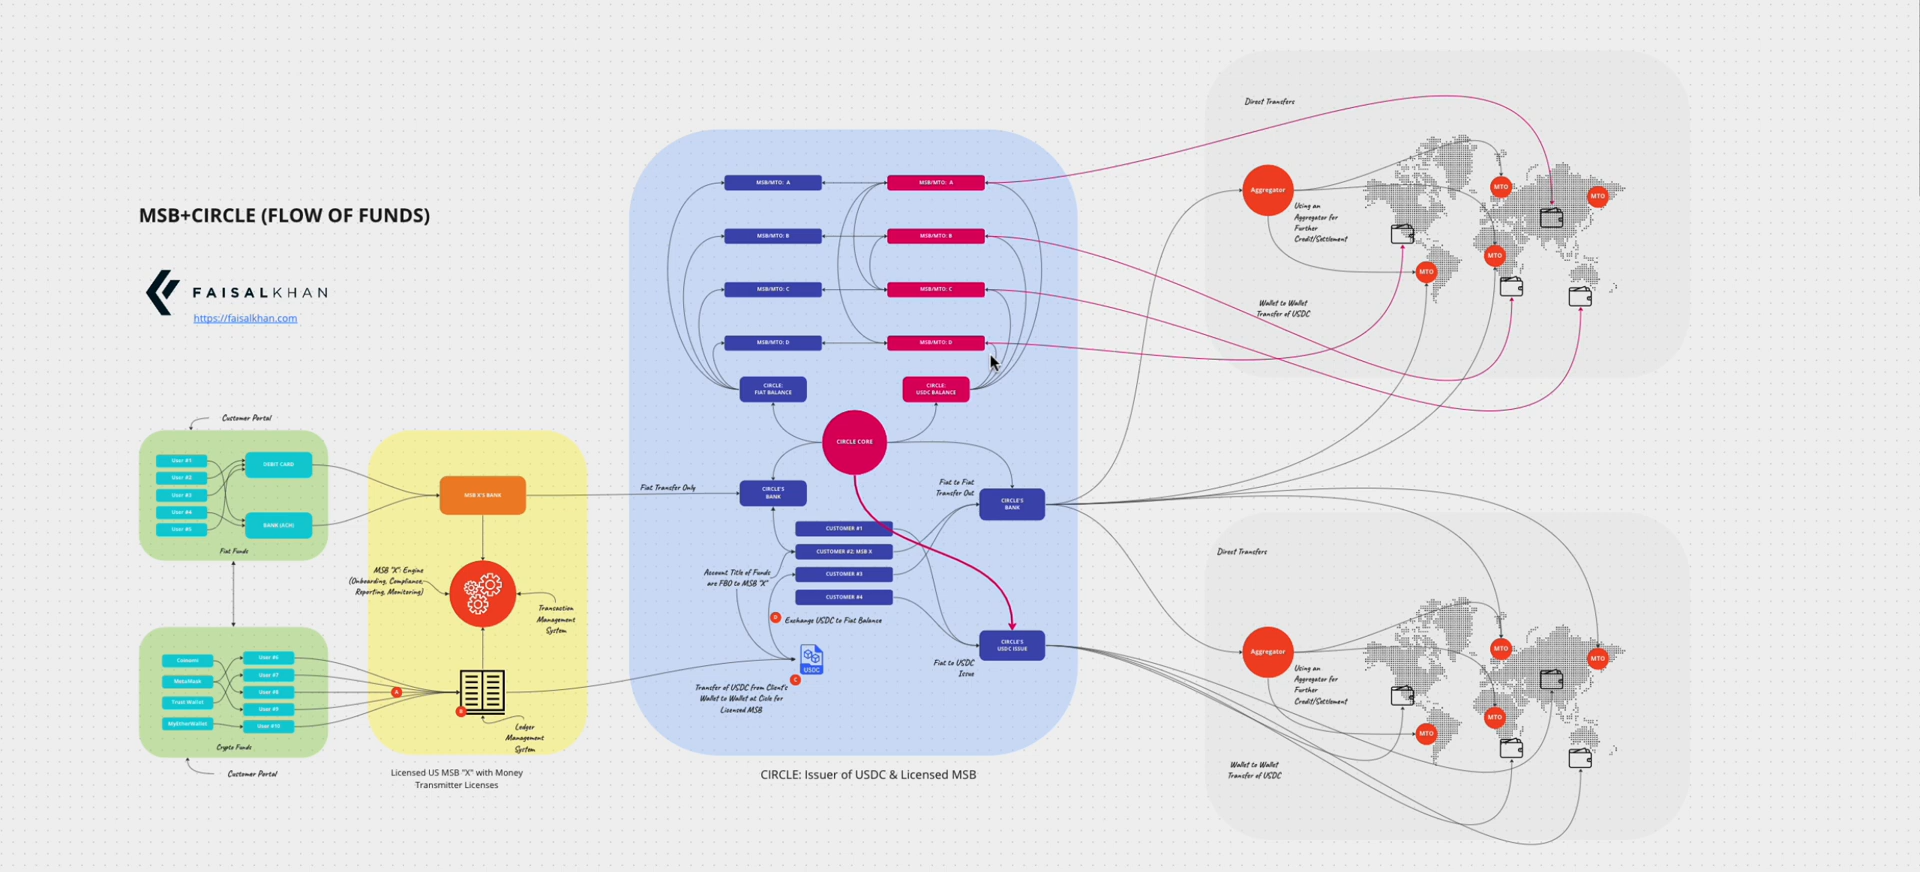 MSB+CIRCLE (FLOW OF FUNDS)
FAISALKHAN
https://faisalkhan.com
Customer Portal
User #1
User #2
User #3
User #4
User #5
DEBIT CARD
BANK (ACH)
Fiat Funds
Coinomi
MetaMask
Trust Wallet
MyEtherWallet
User #6
User #7
User #8
User #9
User #10
Crypto Funds
Customer Portal
MSB X'S BANK
MSB "X": Engine
(Onboarding, Compliance,
Reporting, Monitoring)
Transaction
Management
System
A
B
Ledger
Management
System
Licensed US MSB "X" with Money
Transmitter Licenses
Fiat Transfer Only
MSB/MTO: A
MSB/MTO: B
MSB/MTO: C
MSB/MTO: D
MSB/MTO: A
MSB/MTO: B
MSB/MTO: C
MSB/MTO: D
CIRCLE:
FIAT BALANCE
CIRCLE:
USDC BALANCE
CIRCLE CORE
CIRCLE'S
BANK
Fiat to Fiat
Transfer Out
CIRCLE'S
BANK
CUSTOMER #1
CUSTOMER #2: MSB X
CUSTOMER #3
CUSTOMER #4
Account Title of Funds
are FBO to MSB "X"
D
Exchange USDC to Fiat Balance
USDC
C
Transfer of USDC from Client's
Wallet to Wallet at Cicle for
Licensed MSB
CIRCLE'S
USDC ISSUE
Fiat to USDC
Issue
CIRCLE: Issuer of USDC & Licensed MSB
Direct Transfers
Aggregator
Using an
Aggregator for
Further
Credit/Settlement
MTO
MTO
MTO
MTO
Wallet to Wallet
Transfer of USDC
Direct Transfers
Aggregator
Using an
Aggregator for
Further
Credit/Settlement
MTO
MTO
MTO
MTO
Wallet to Wallet
Transfer of USDC